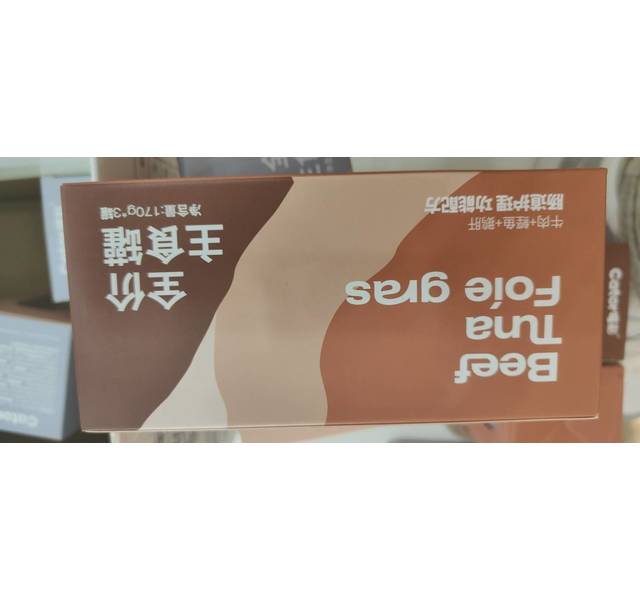 Beef
Tuna
Foie gras
牛肉+鲣鱼+鹅肝
肠道护理 功能配方
全价
主食罐
净含量:170g*3罐